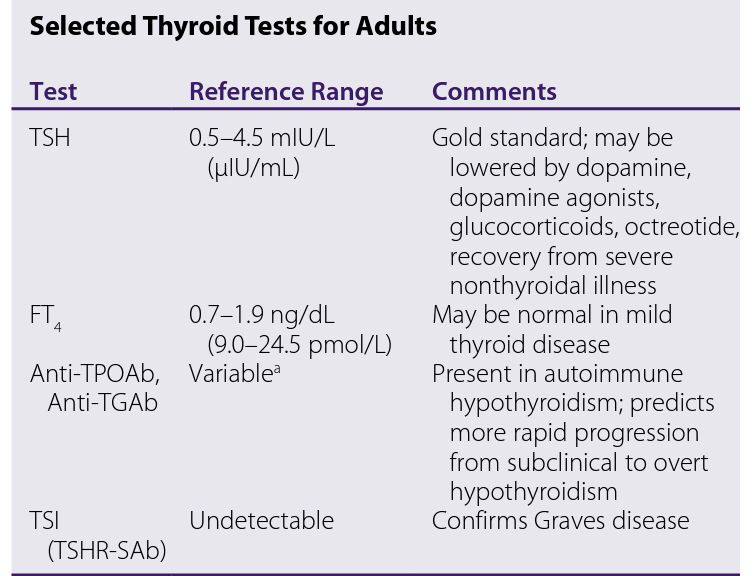 Selected Thyroid Tests for Adults
Test Reference Range Comments
TSH 0.5–4.5 mIU/L Gold standard; may be
(μIU/mL) lowered by dopamine,
dopamine agonists,
glucocorticoids, octreotide,
recovery from severe
nonthyroidal illness
FT4 0.7–1.9 ng/dL May be normal in mild
(9.0–24.5 pmol/L) thyroid disease
Anti-TPOAb, Variableª Present in autoimmune
Anti-TGAb hypothyroidism; predicts
more rapid progression
from subclinical to overt
hypothyroidism
TSI Undetectable Confirms Graves disease
(TSHR-SAb)